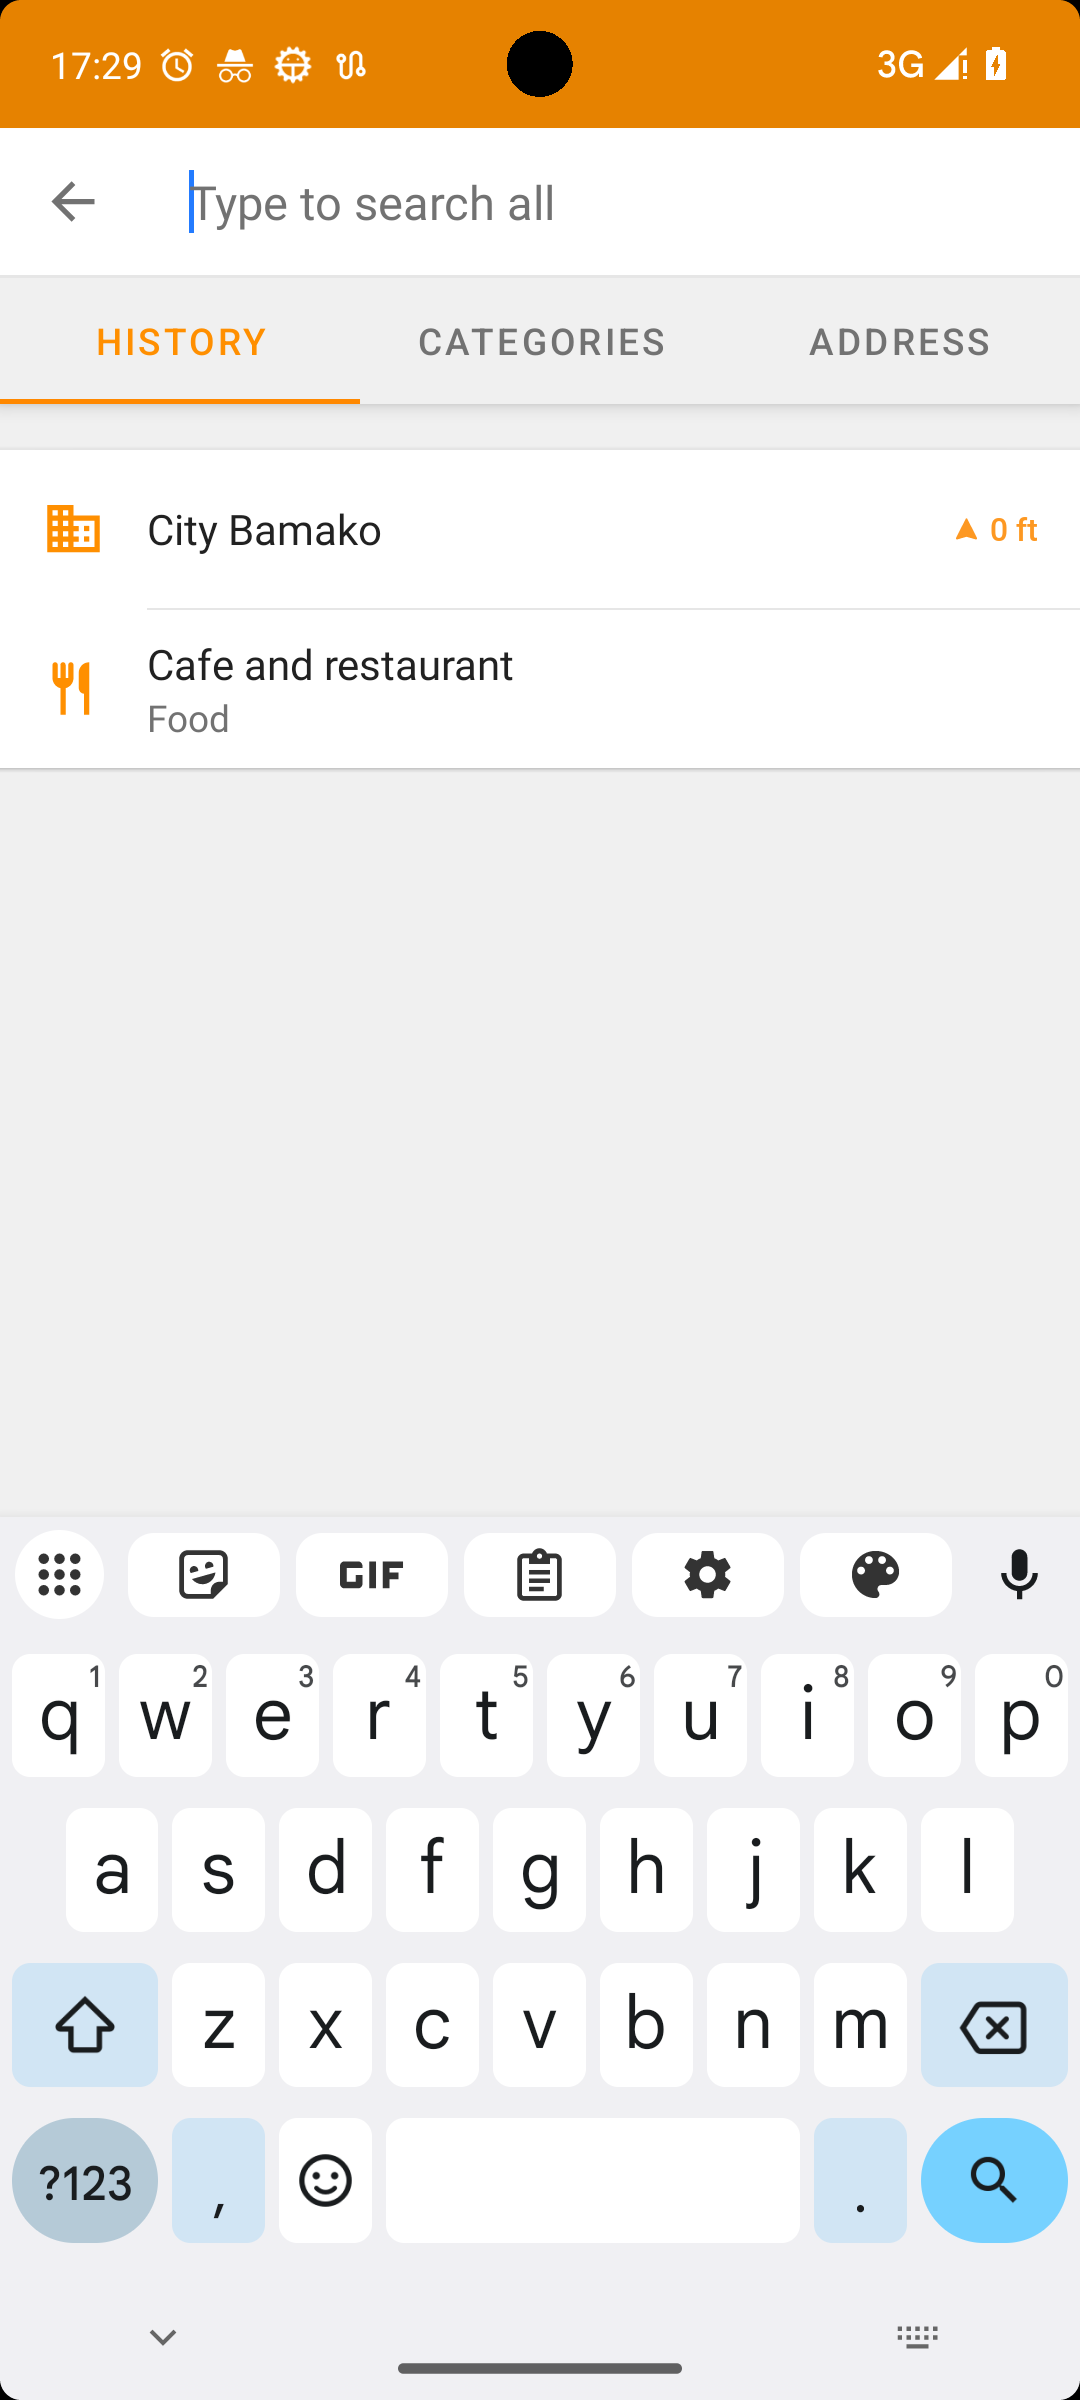 17:29
3G
Type to search all
HISTORY CATEGORIES ADDRESS
City Bamako
0 ft
Cafe and restaurant
Food
GIF
q1 w2 e3 r4 t5 y6 u7 i8 o9 p0
a s d f g h j k l
z x c v b n m
?123 , .